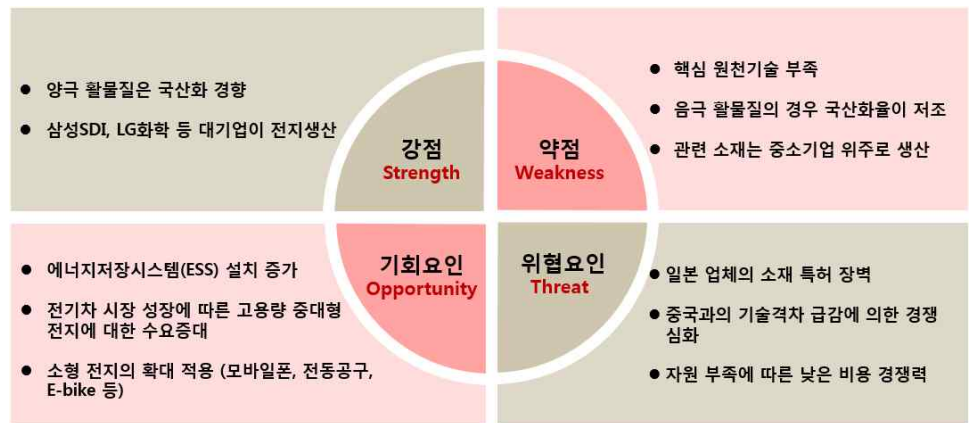 ● 양극 활물질은 국산화 경향
● 삼성SDI, LG화학 등 대기업이 전지생산
강점
Strength
약점
Weakness
● 핵심 원천기술 부족
● 음극 활물질의 경우 국산화율이 저조
● 관련 소재는 중소기업 위주로 생산
● 에너지저장시스템(ESS) 설치 증가
● 전기차 시장 성장에 따른 고용량 중대형
전지에 대한 수요증대
● 소형 전지의 확대 적용 (모바일폰, 전동공구,
E-bike 등)
기회요인
Opportunity
위협요인
Threat
● 일본 업체의 소재 특허 장벽
● 중국과의 기술격차 급감에 의한 경쟁
심화
● 자원 부족에 따른 낮은 비용 경쟁력